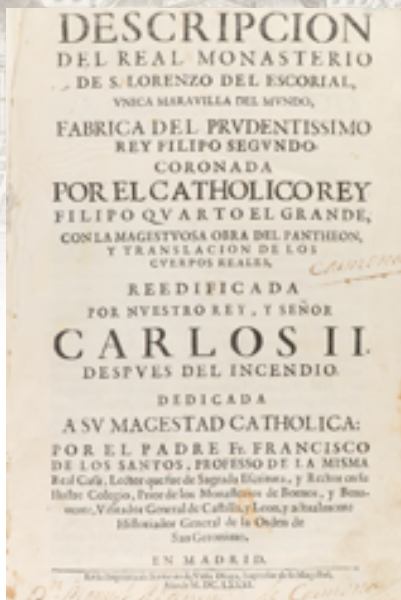 DESCRIPCION
DEL REAL MONASTERIO
DE S. LORENZO DEL ESCORIAL,
VNICA MARAVILLA DEL MVNDO,
FABRICA DEL PRVDENTISSIMO
REY FILIPO SEGVNDO.
CORONADA
POR EL CATHOLICO REY
FILIPO QVARTO EL GRANDE,
CON LA MAGESTVOSA OBRA DEL PANTHEON,
Y TRANSLACION DE LOS
CVERPOS REALES,
REEDIFICADA
POR NVESTRO REY, Y SEÑOR
CARLOS II.
DESPVES DEL INCENDIO.
DEDICADA
A SV MAGESTAD CATHOLICA:
POR EL PADRE Fr. FRANCISCO
DE LOS SANTOS, PROFESSO DE LA MISMA
Real Casa, Lector que fue de Sagrada Escritura, y Rector en su
Ilustre Colegio, Prior de los Monasterios de Bornos, y
Visitador General de Castilla, y Leon, y actualmente
Historiador General de la Orden de
San Geronimo.
EN MADRID.